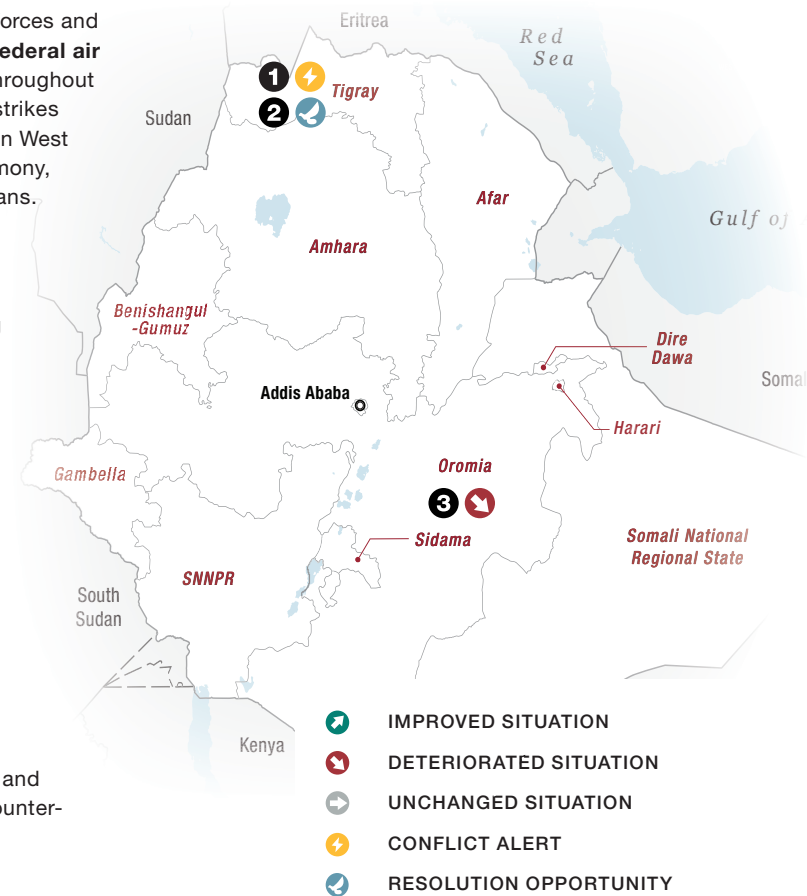 orces and
ederal air
hroughout
strikes
n West
mony,
ans.
Eritrea
Red
Sea
1
Tigray
2
Sudan
Afar
Gulf of
Amhara
Benishangul
-Gumuz
Dire
Dawa
Addis Ababa
Somal
Harari
Gambella
Oromia
3
Sidama
Somali National
Regional State
SNNPR
South
Sudan
Kenya
and
ounter-
IMPROVED SITUATION
DETERIORATED SITUATION
UNCHANGED SITUATION
CONFLICT ALERT
RESOLUTION OPPORTUNITY